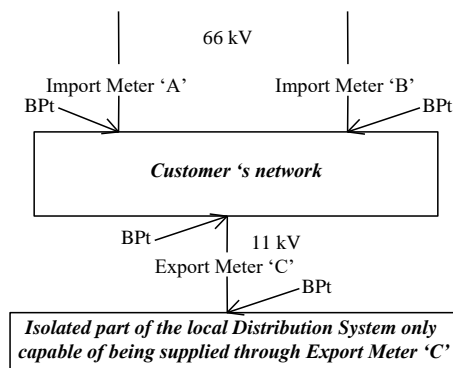 66 kV
Import Meter ‘A’
Import Meter ‘B’
BPt
BPt
Customer ‘s network
BPt
11 kV
Export Meter ‘C’
BPt
Isolated part of the local Distribution System only
capable of being supplied through Export Meter ‘C’